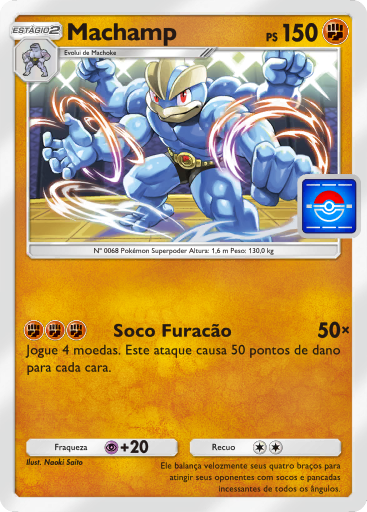 ESTÁGIO 2
Machamp
PS 150
Evolui de Machoke
Nº 0068 Pokémon Superpoder Altura: 1,6 m Peso: 130,0 kg
Soco Furacão 50×
Jogue 4 moedas. Este ataque causa 50 pontos de dano
para cada cara.
Fraqueza +20
Recuo
Ilust. Naoki Saito
Ele balança velozmente seus quatro braços para
atingir seus oponentes com socos e pancadas
incessantes de todos os ângulos.